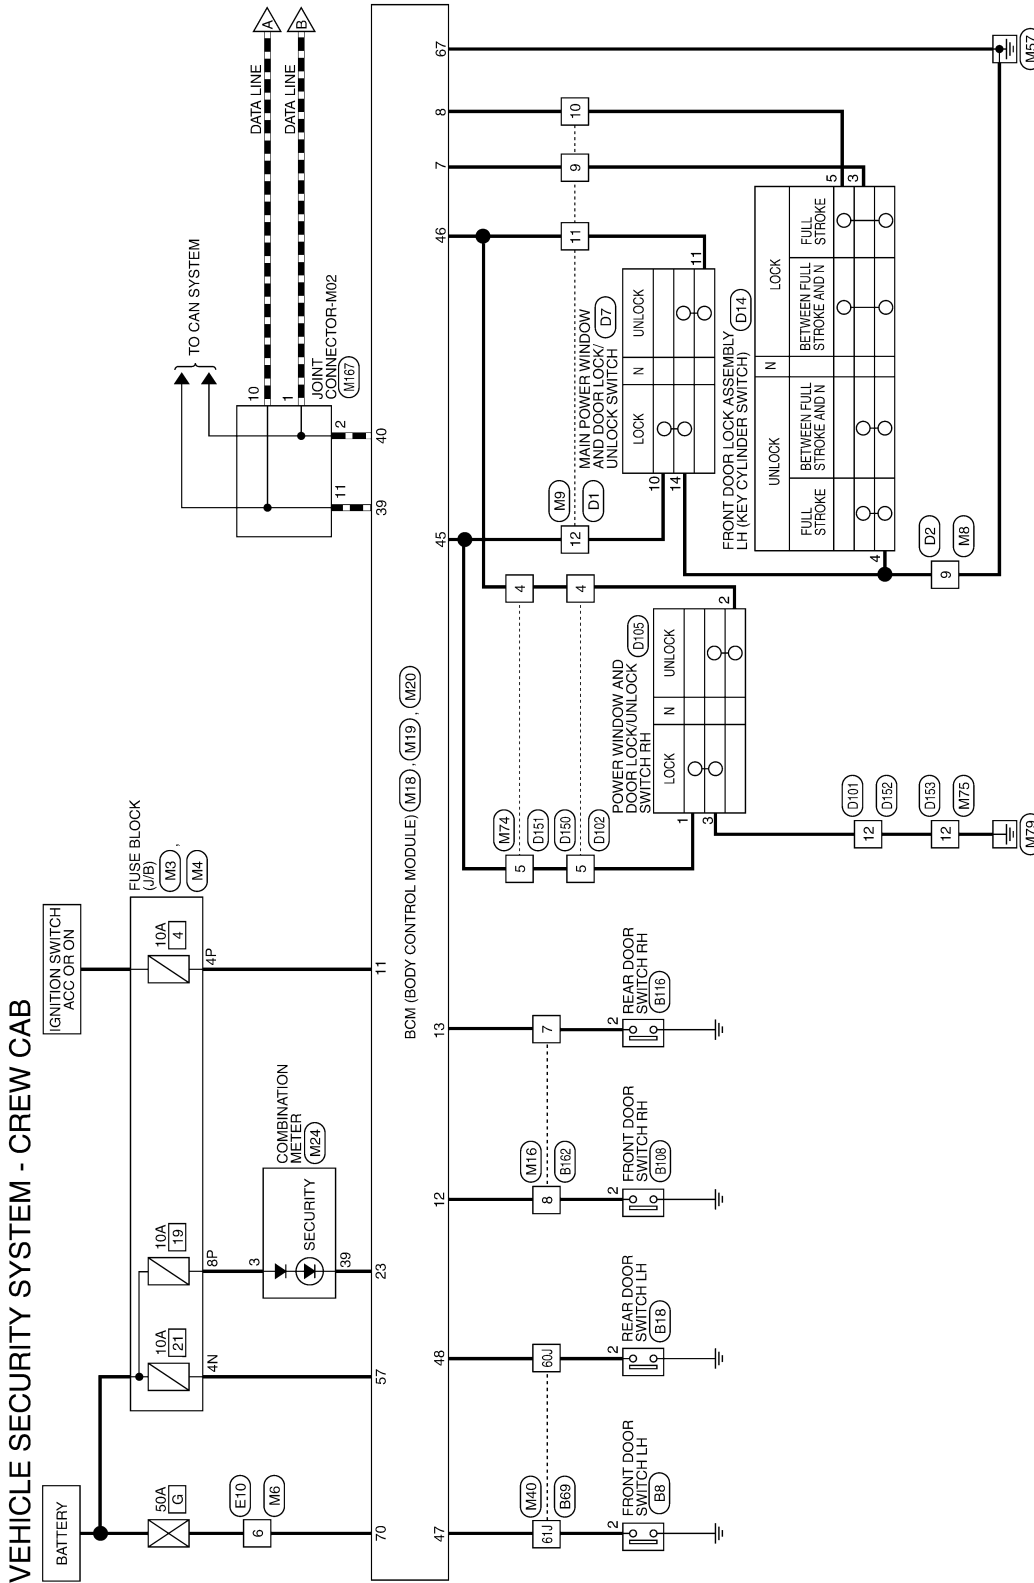 VEHICLE SECURITY SYSTEM - CREW CAB
BATTERY
50A
G
E10
6
M6
70
10A
21
4N
57
10A
19
8P
3
COMBINATION
METER
M24
SECURITY
39
23
IGNITION SWITCH
ACC OR ON
FUSE BLOCK
(J/B)
M3 ,
M4
10A
4
4P
11
TO CAN SYSTEM
DATA LINE
A
DATA LINE
B
10
1
JOINT
CONNECTOR-M02
M167
11
2
39
40
BCM (BODY CONTROL MODULE) M18 , M19 , M20
47
48
12
13
45
46
7
8
67
M40
61J
B69
60J
M16
8
B162
7
2
FRONT DOOR
SWITCH LH
B8
2
REAR DOOR
SWITCH LH
B18
2
FRONT DOOR
SWITCH RH
B108
2
REAR DOOR
SWITCH RH
B116
M74
5
D151
4
D150
5
D102
4
POWER WINDOW AND
DOOR LOCK/UNLOCK
SWITCH RH
D105
1
3
LOCK
N
UNLOCK
2
D101
12
D152
D153
12
M75
M79
M9
12
D1
11
9
10
MAIN POWER WINDOW
AND DOOR LOCK/
UNLOCK SWITCH
D7
10
14
LOCK
N
UNLOCK
11
FRONT DOOR LOCK ASSEMBLY
LH (KEY CYLINDER SWITCH)
D14
UNLOCK
N
LOCK
FULL
STROKE
BETWEEN FULL
STROKE AND N
BETWEEN FULL
STROKE AND N
FULL
STROKE
5
3
4
D2
9
M8
M57